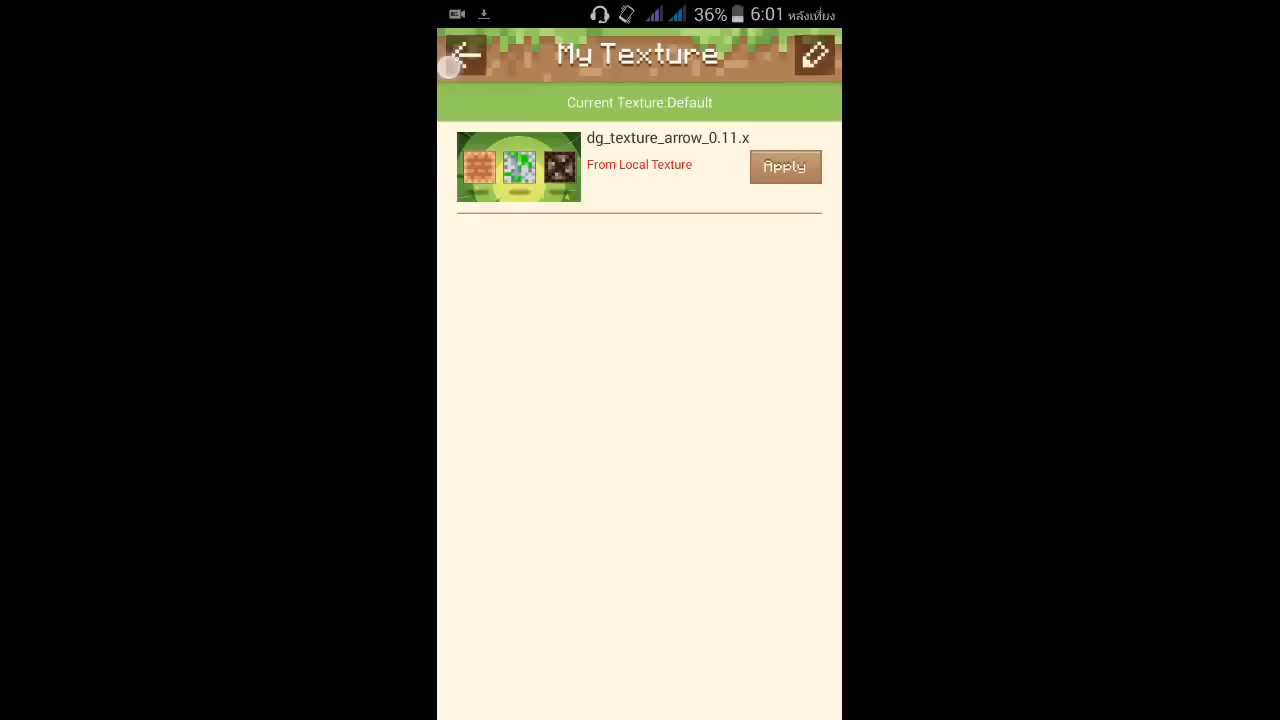 36% 6:01 หลังเที่ยง
My Texture
Current Texture:Default
dg_texture_arrow_0.11.x
From Local Texture
Apply